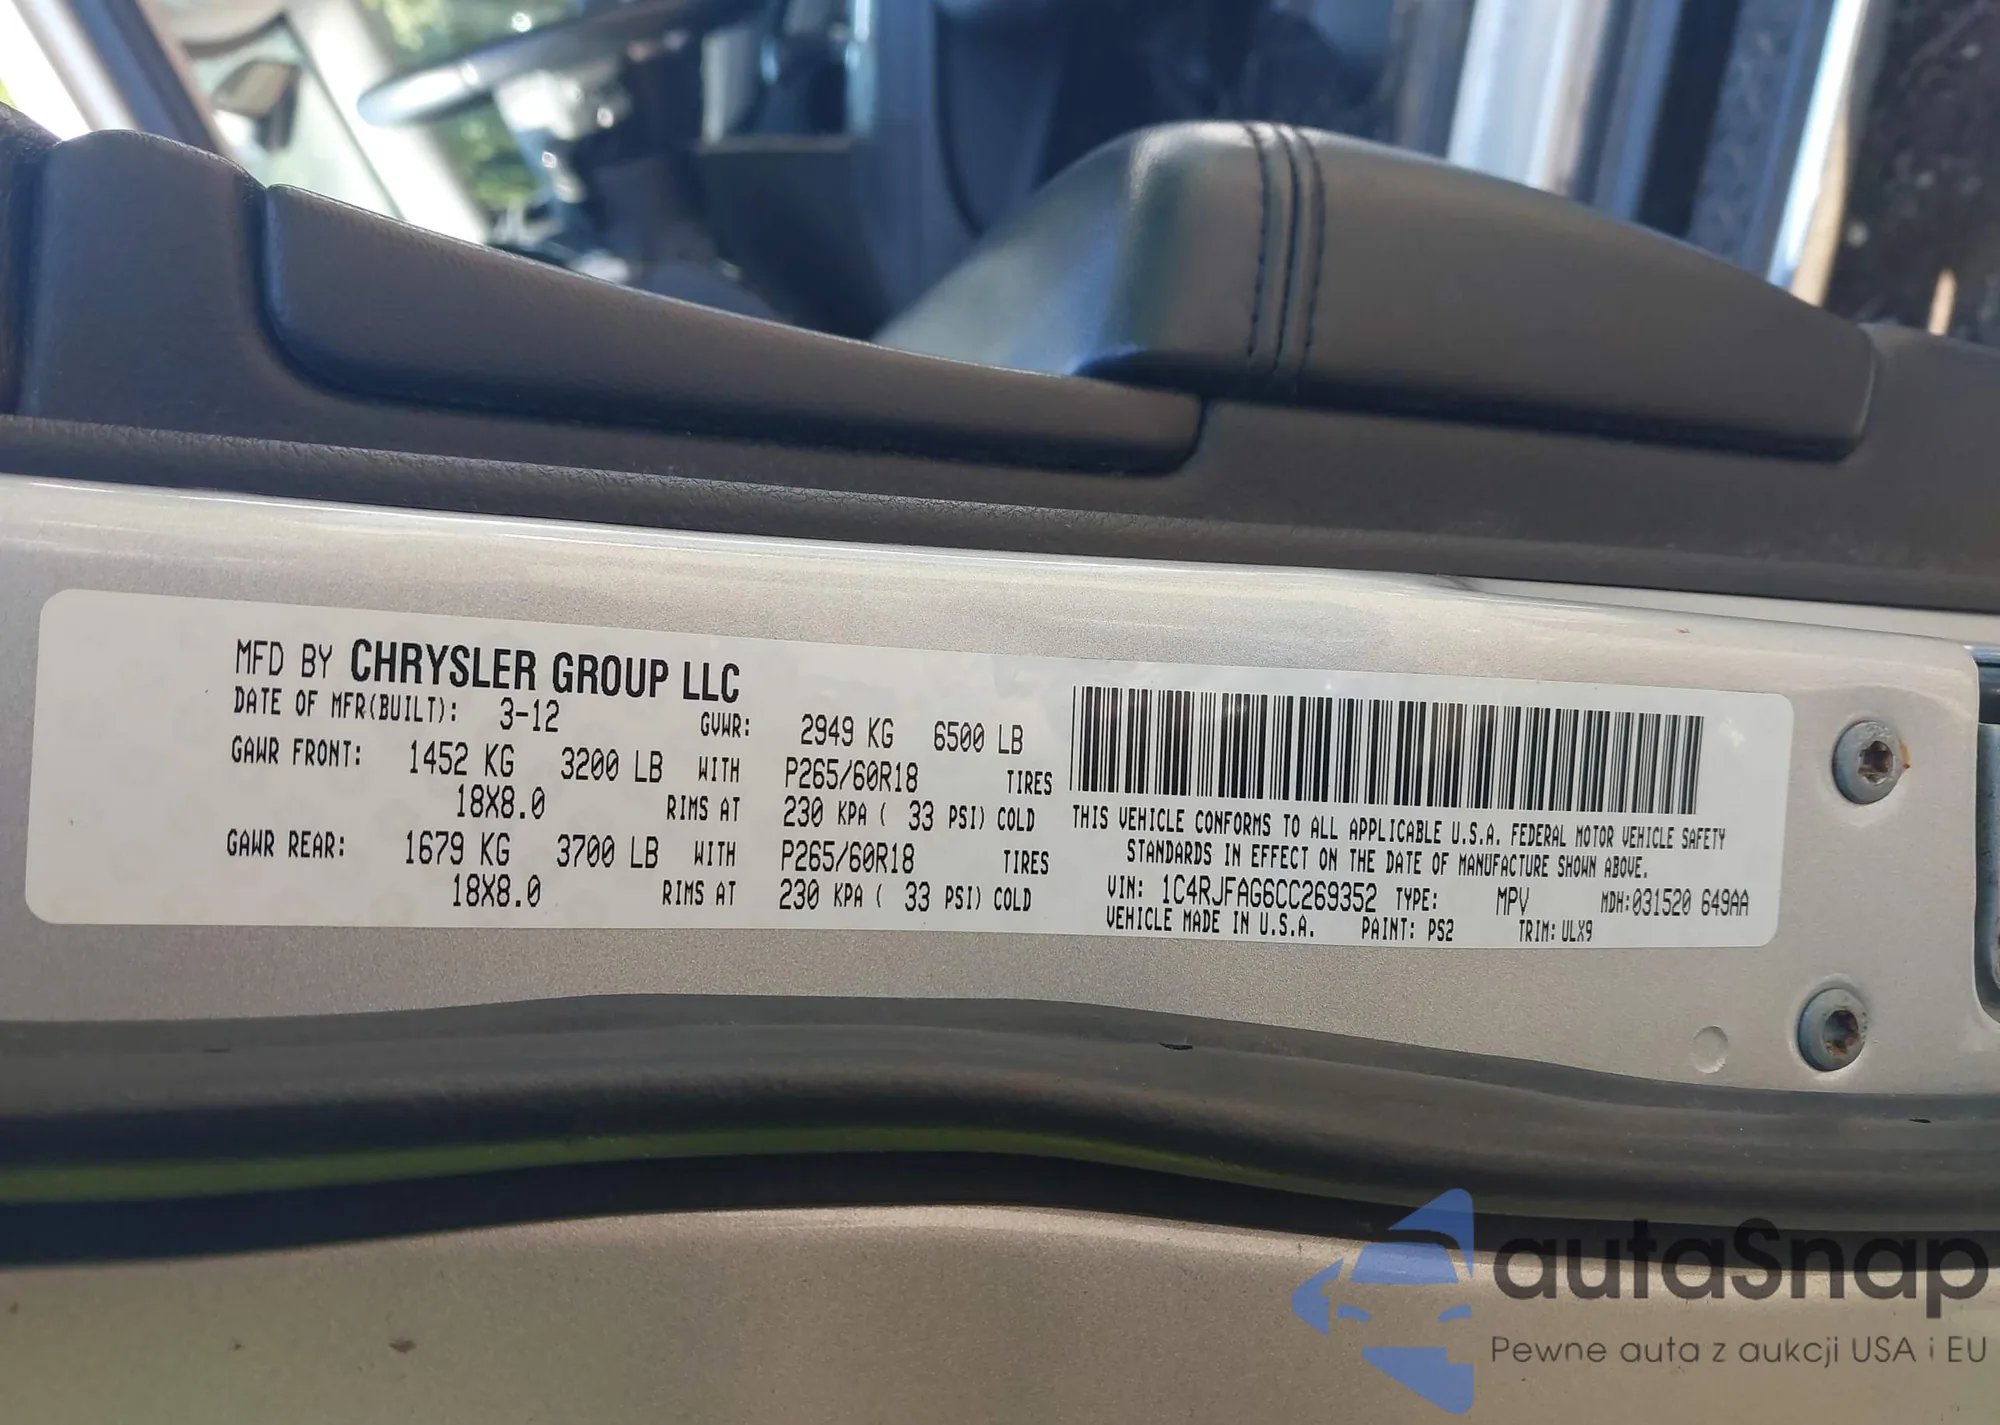 MFD BY CHRYSLER GROUP LLC
DATE OF MFR(BUILT): 3-12 GVWR: 2949 KG 6500 LB
GAWR FRONT: 1452 KG 3200 LB WITH P265/60R18 TIRES
18X8.0 RIMS AT 230 KPA ( 33 PSI) COLD
GAWR REAR: 1679 KG 3700 LB WITH P265/60R18 TIRES
18X8.0 RIMS AT 230 KPA ( 33 PSI) COLD
THIS VEHICLE CONFORMS TO ALL APPLICABLE U.S.A. FEDERAL MOTOR VEHICLE SAFETY
STANDARDS IN EFFECT ON THE DATE OF MANUFACTURE SHOWN ABOVE.
VIN: 1C4RJFAG6CC269352 TYPE: MPV MDH:031520 649AA
VEHICLE MADE IN U.S.A. PAINT: PS2 TRIM: ULX9
autaSnap
Pewne auta z aukcji USA i EU